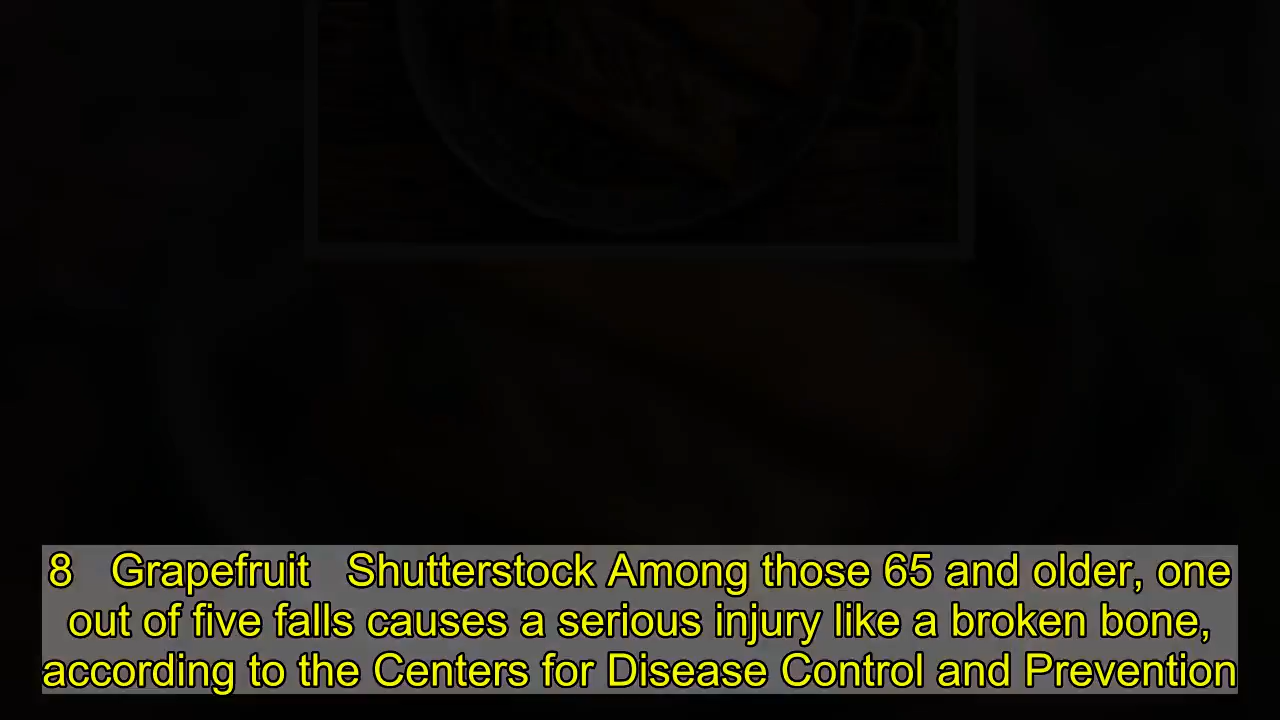 8 Grapefruit Shutterstock Among those 65 and older, one
out of five falls causes a serious injury like a broken bone,
according to the Centers for Disease Control and Prevention